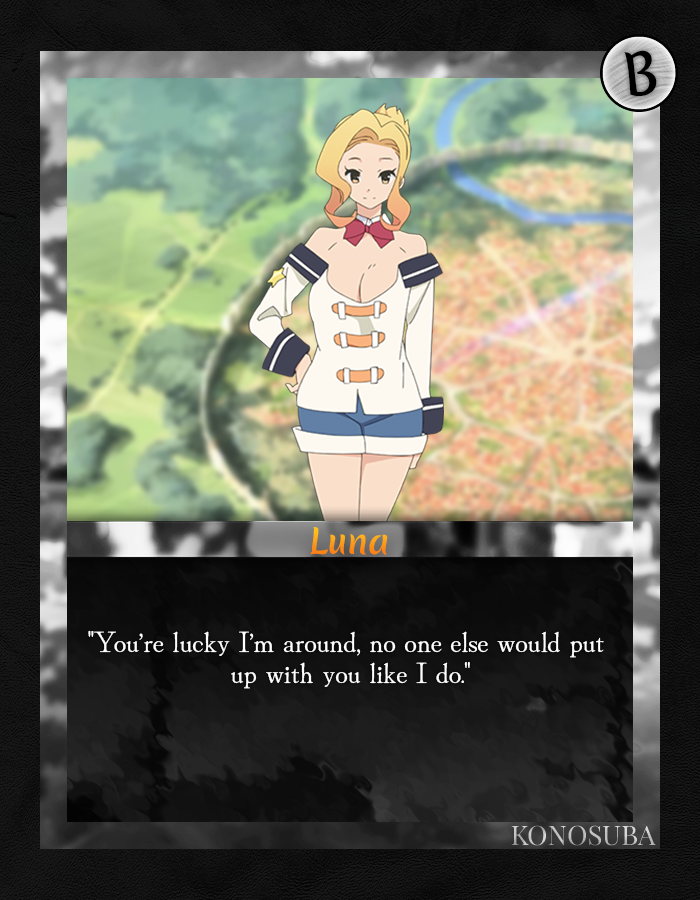 B
Luna
"You're lucky I'm around, no one else would put
up with you like I do."
KONOSUBA